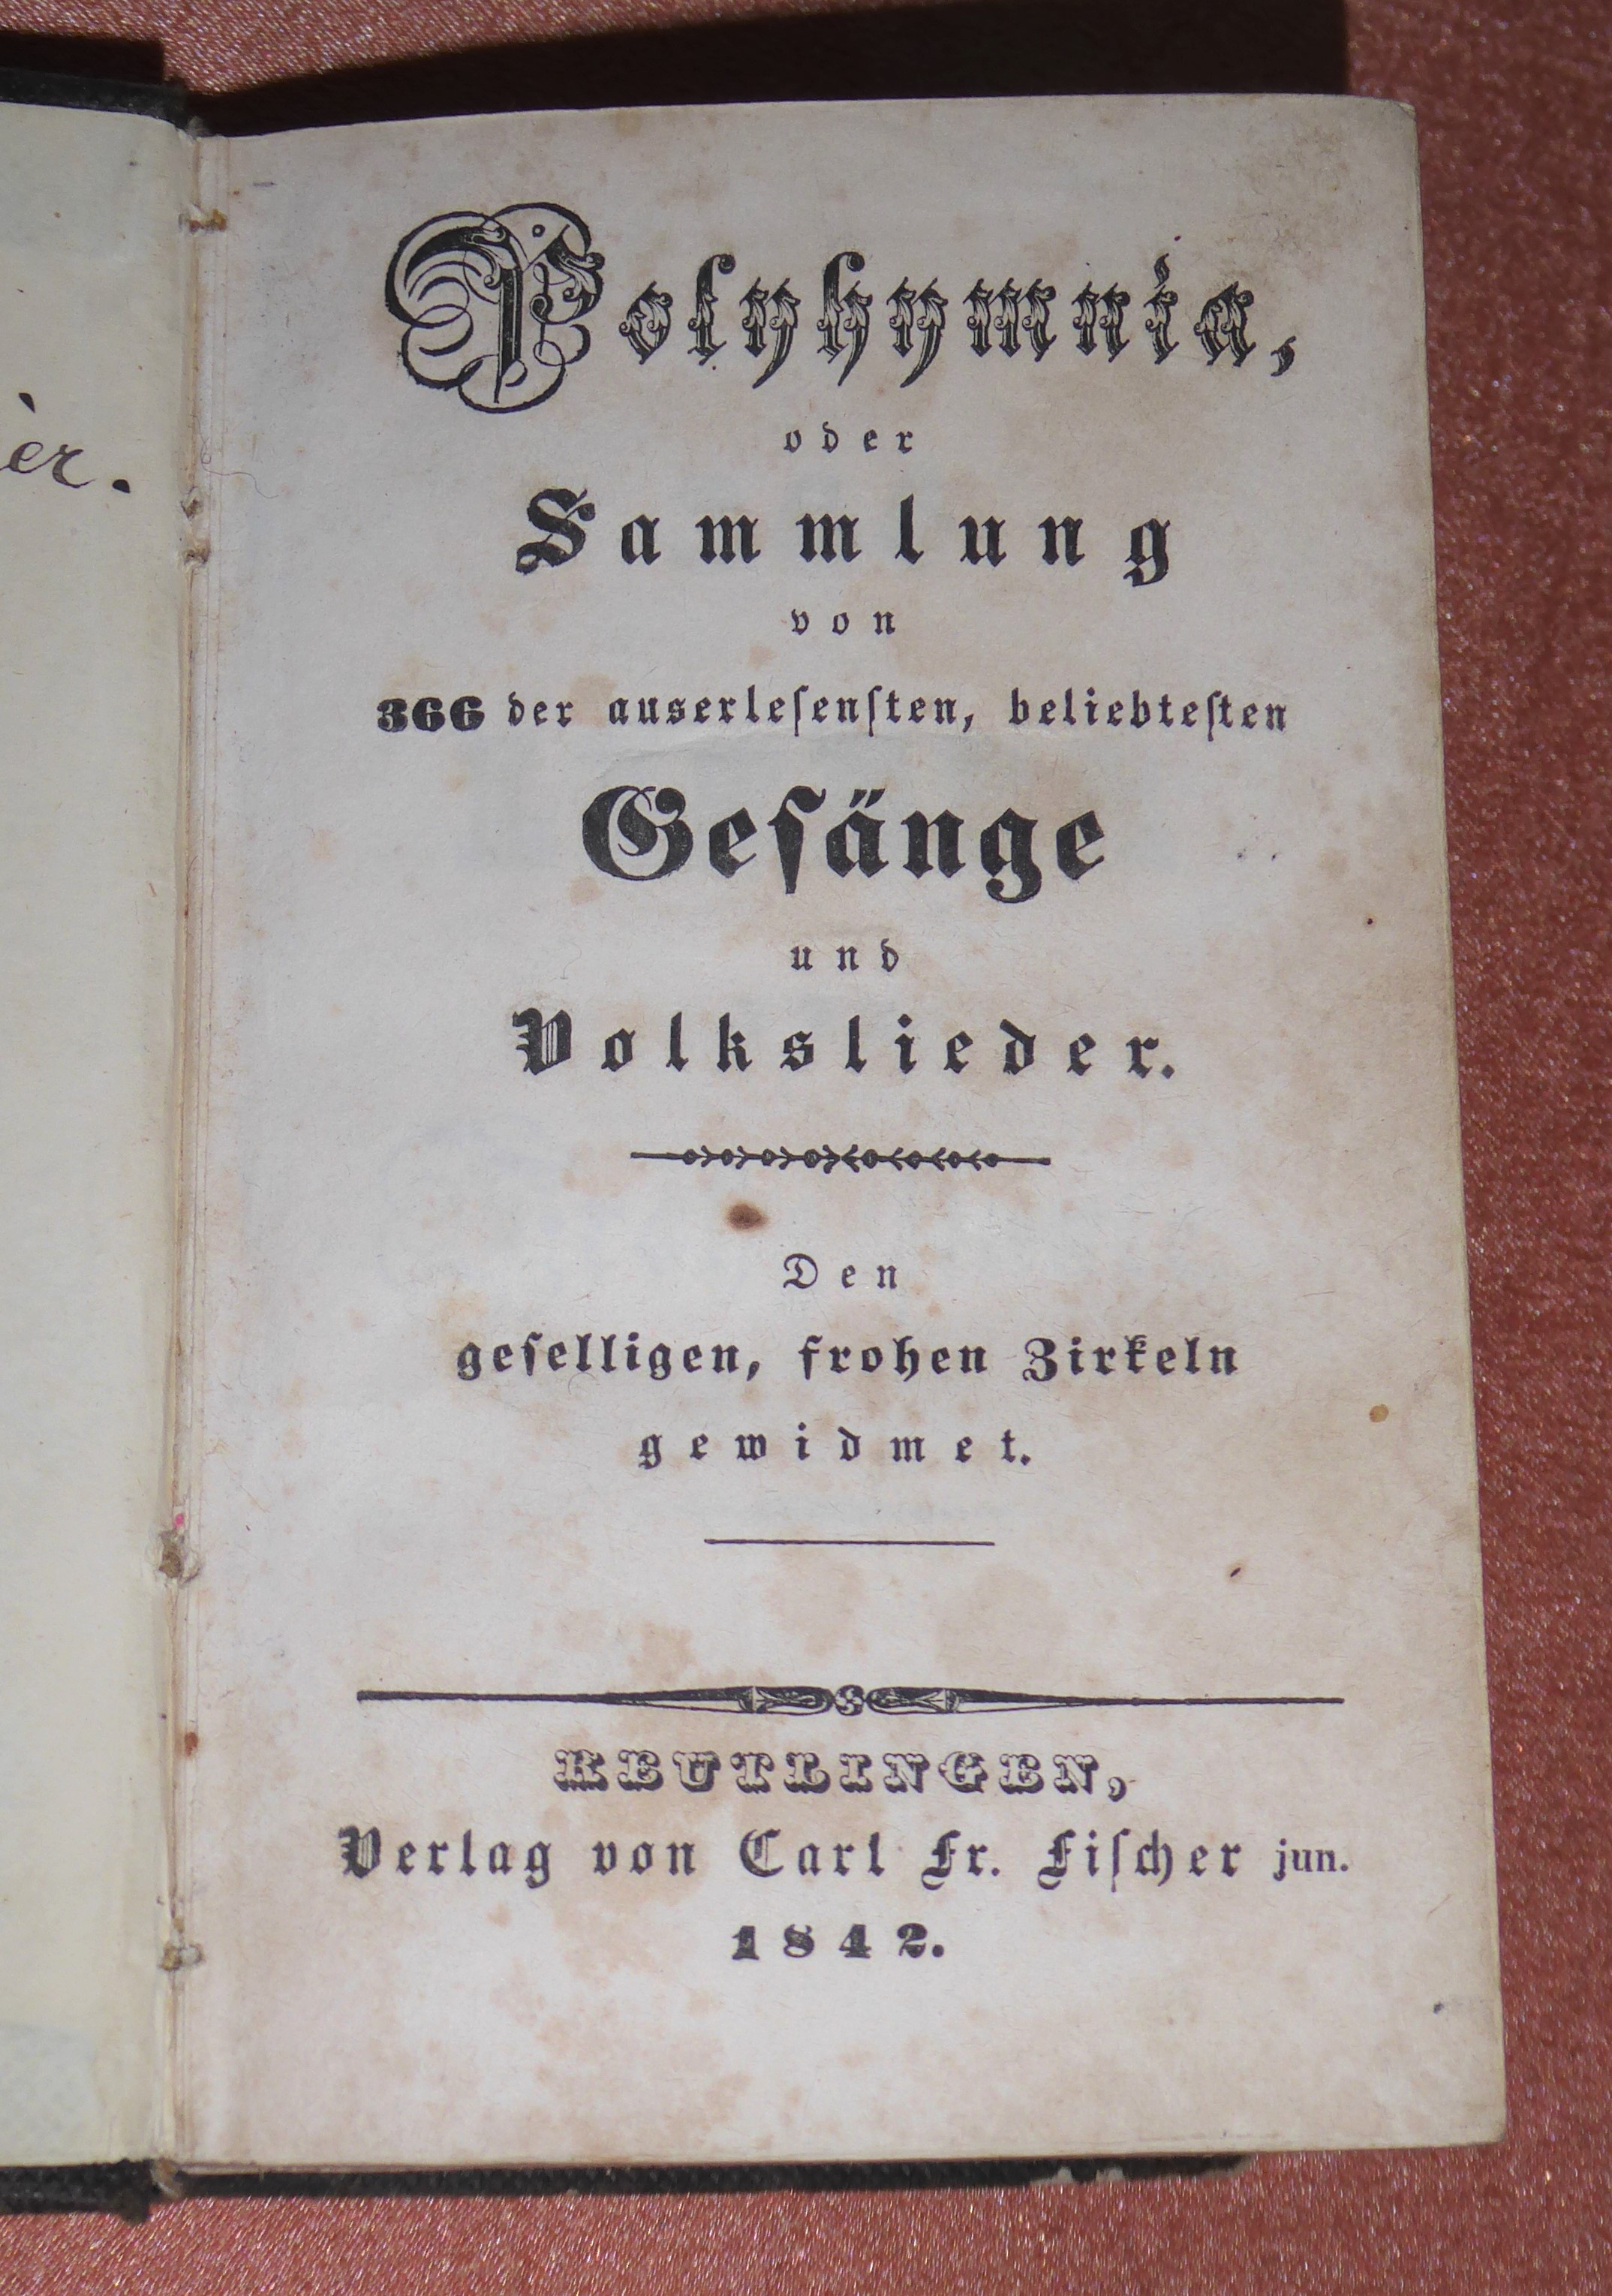 er.
Polyhymnia,
oder
Sammlung
von
366 der auserleſenſten, beliebteſten
Geſänge
und
Volkslieder.
Den
geſelligen, frohen Zirkeln
gewidmet.
REUTLINGEN,
Verlag von Carl Fr. Fiſcher jun.
1842.